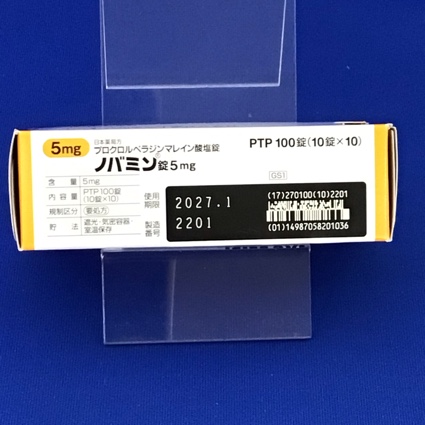 5mg
日本薬局方
プロクロルペラジンマレイン酸塩錠
ノバミン®錠5mg
PTP 100錠(10錠×10)
含量 5mg
内容量 PTP 100錠
(10錠×10)
規制区分 要処方
貯法 遮光・気密容器・
室温保存
使用
期限
2027.1
製造
番号
2201
GS1
(17)270100(10)2201
(01)14987058201036